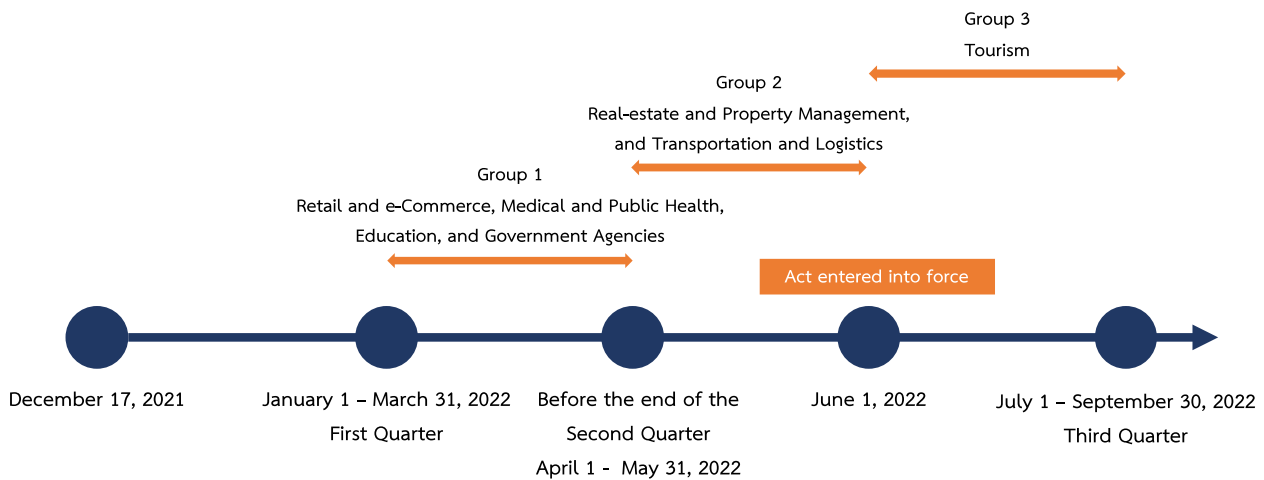 Group 3
Tourism
Group 2
Real-estate and Property Management,
and Transportation and Logistics
Group 1
Retail and e-Commerce, Medical and Public Health,
Education, and Government Agencies
Act entered into force
December 17, 2021
January 1 – March 31, 2022
First Quarter
Before the end of the
Second Quarter
April 1 - May 31, 2022
June 1, 2022
July 1 – September 30, 2022
Third Quarter